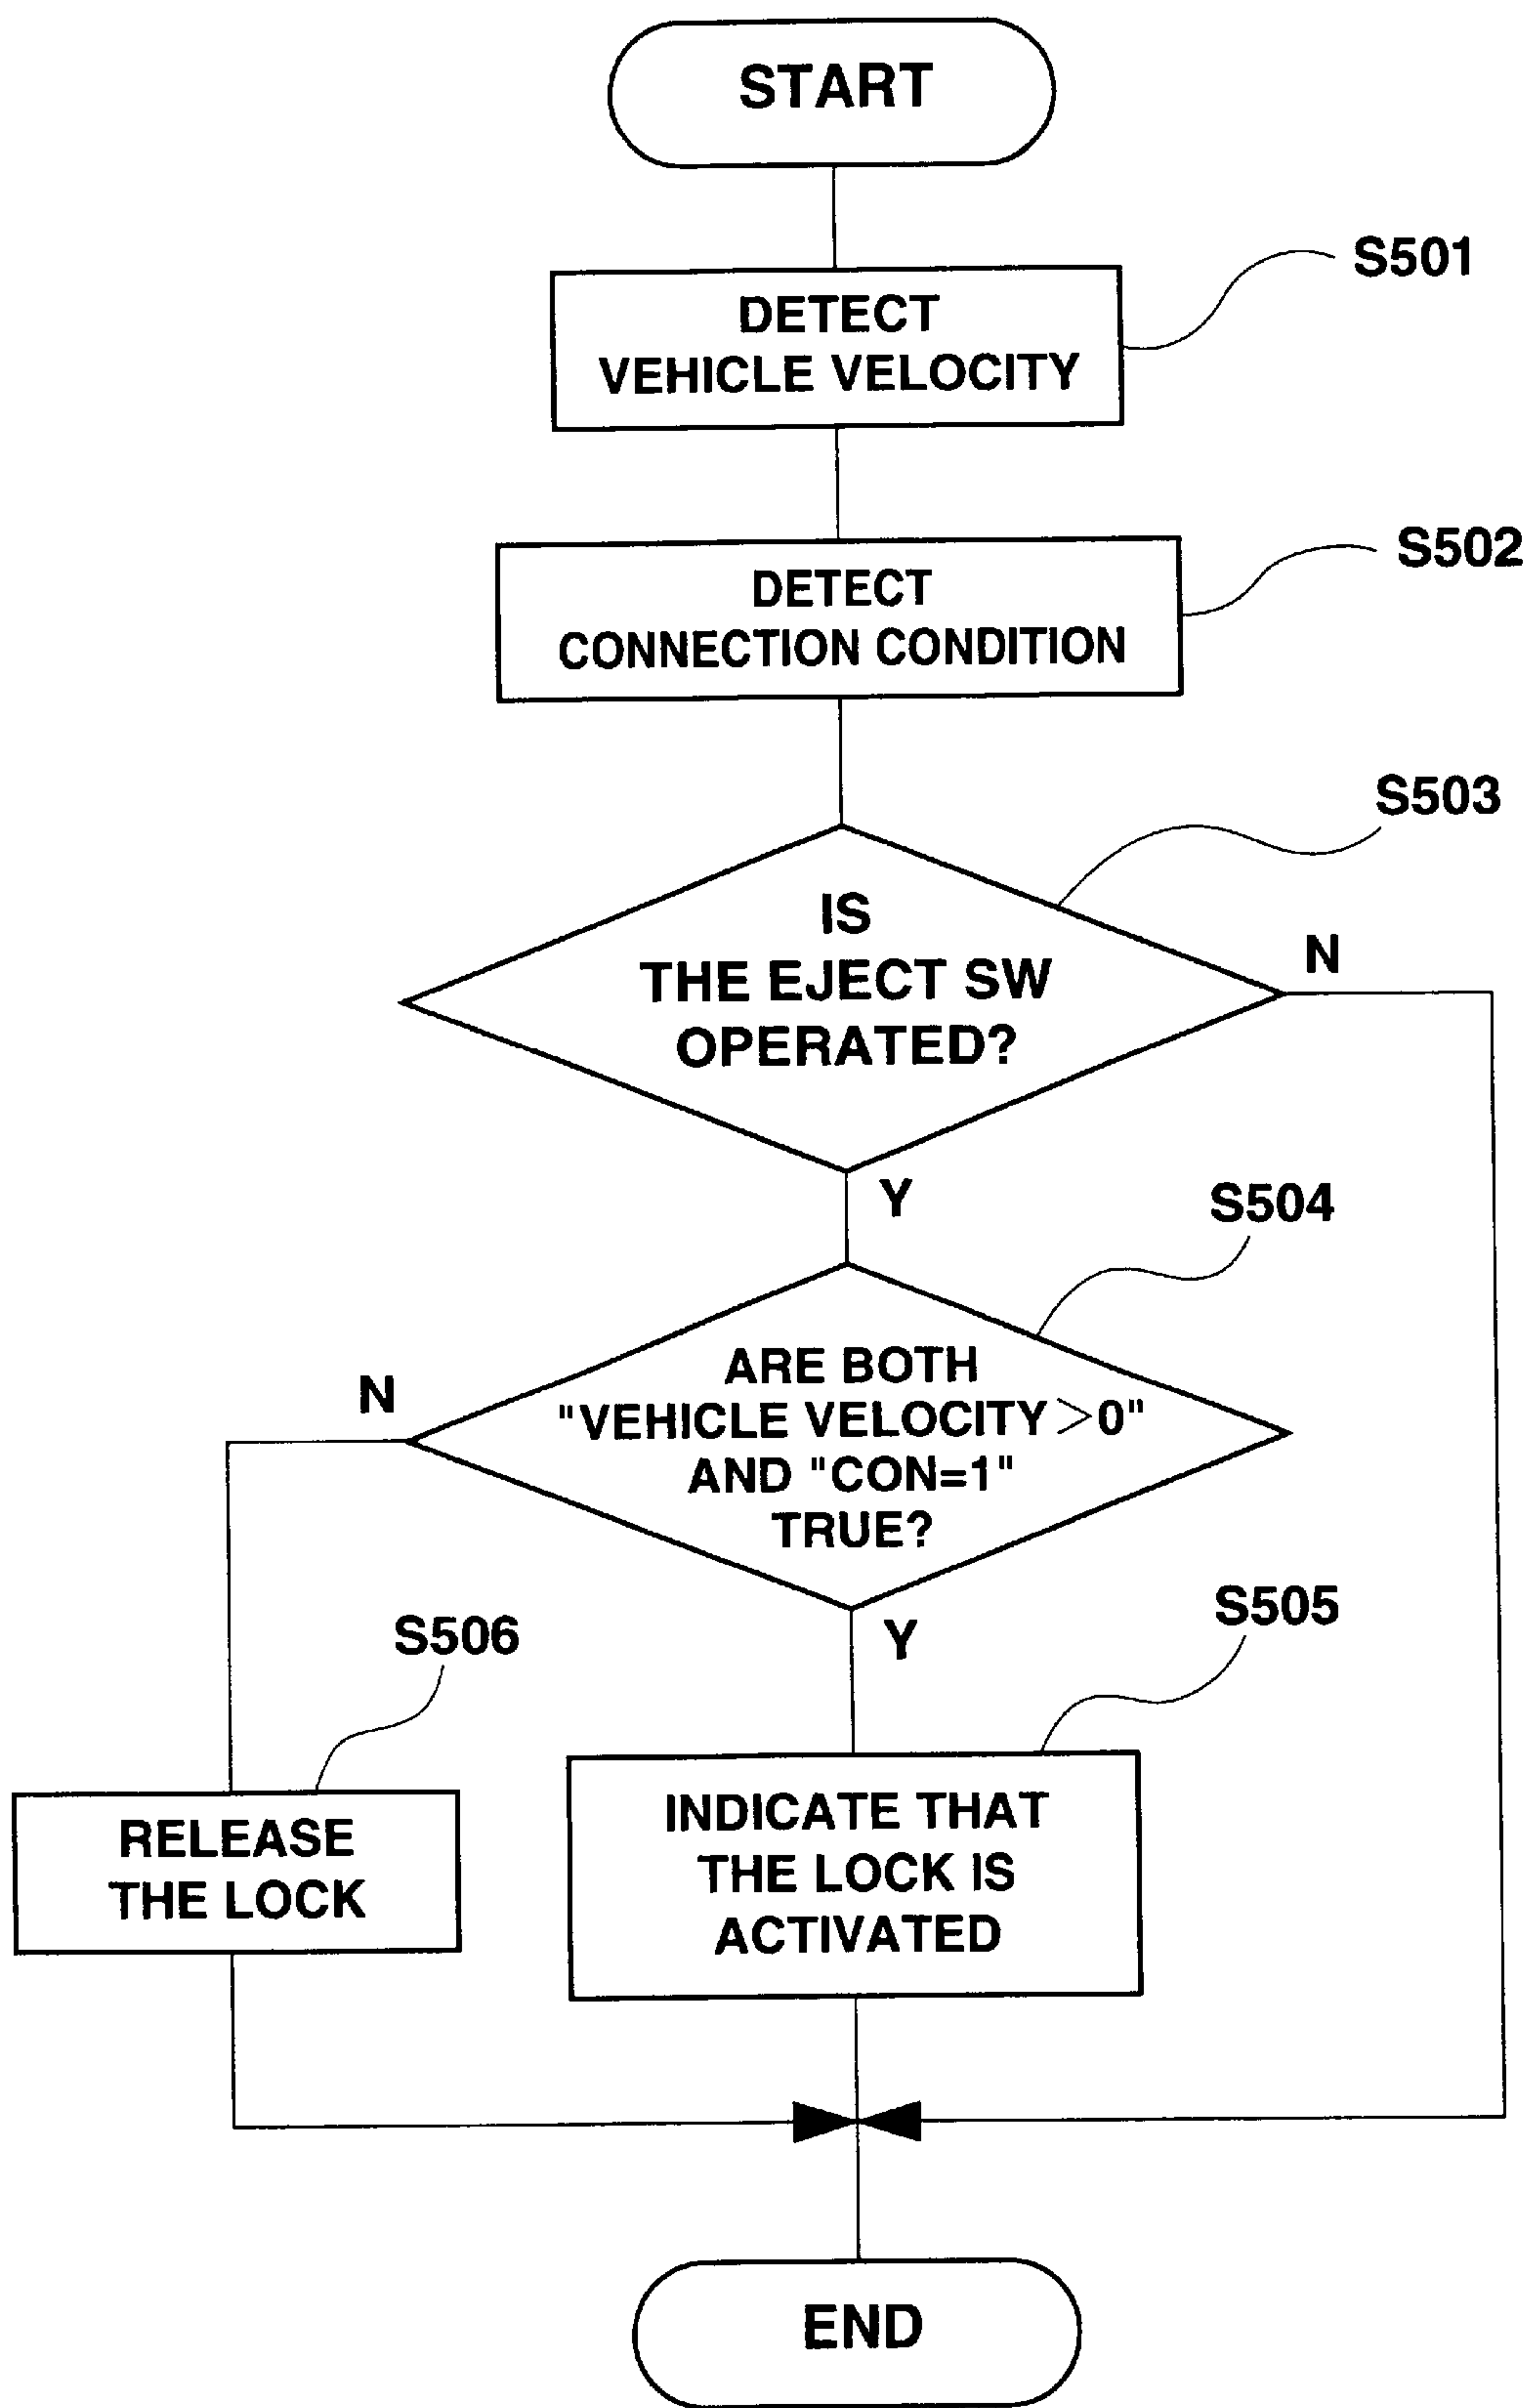 START
S501
DETECT
VEHICLE VELOCITY
S502
DETECT
CONNECTION CONDITION
S503
IS
THE EJECT SW
OPERATED?
N
Y
S504
ARE BOTH
"VEHICLE VELOCITY>0"
AND "CON=1"
TRUE?
N
Y
S505
S506
INDICATE THAT
THE LOCK IS
ACTIVATED
RELEASE
THE LOCK
END